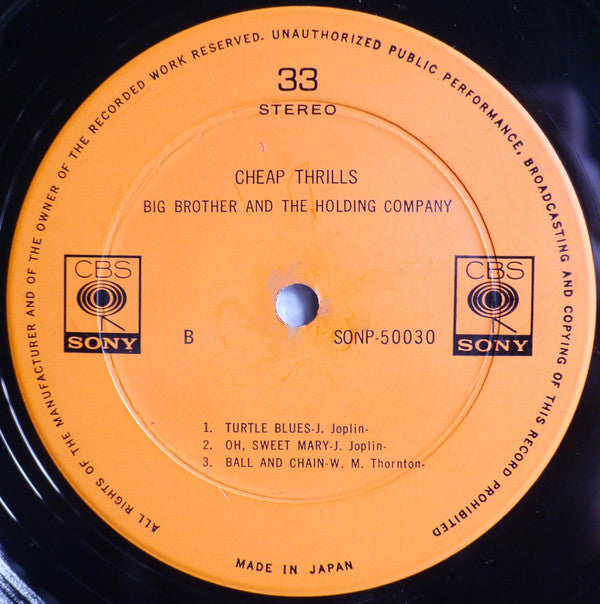 ALL RIGHTS OF THE MANUFACTURER AND OF THE OWNER OF THE RECORDED WORK RESERVED. UNAUTHORIZED PUBLIC PERFORMANCE, BROADCASTING AND COPYING OF THIS RECORD PROHIBITED
33
STEREO
CHEAP THRILLS
BIG BROTHER AND THE HOLDING COMPANY
CBS
SONY
CBS
SONY
B
SONP-50030
1. TURTLE BLUES-J. Joplin-
2. OH, SWEET MARY-J. Joplin-
3. BALL AND CHAIN-W. M. Thornton-
MADE IN JAPAN